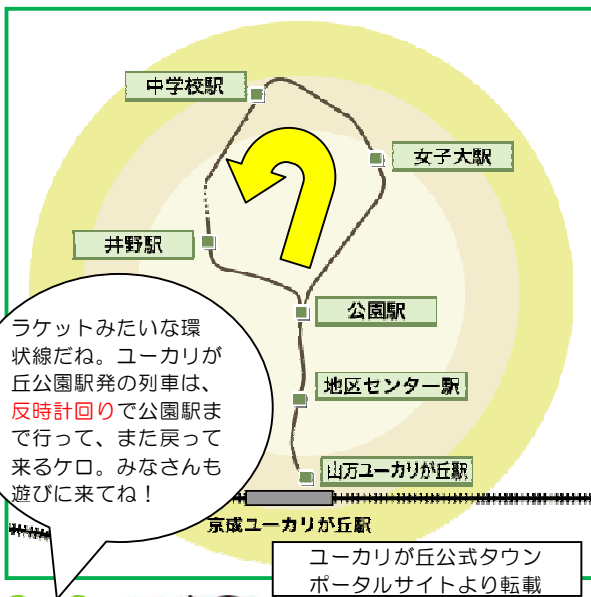 中学校駅
女子大駅
井野駅
公園駅
地区センター駅
山万ユーカリが丘駅
京成ユーカリが丘駅
ラケットみたいな環
状線だね。ユーカリが
丘公園駅発の列車は、
反時計回りで公園駅ま
で行って、また戻って
来るケロ。みなさんも
遊びに来てね！
ユーカリが丘公式タウン
ポータルサイトより転載